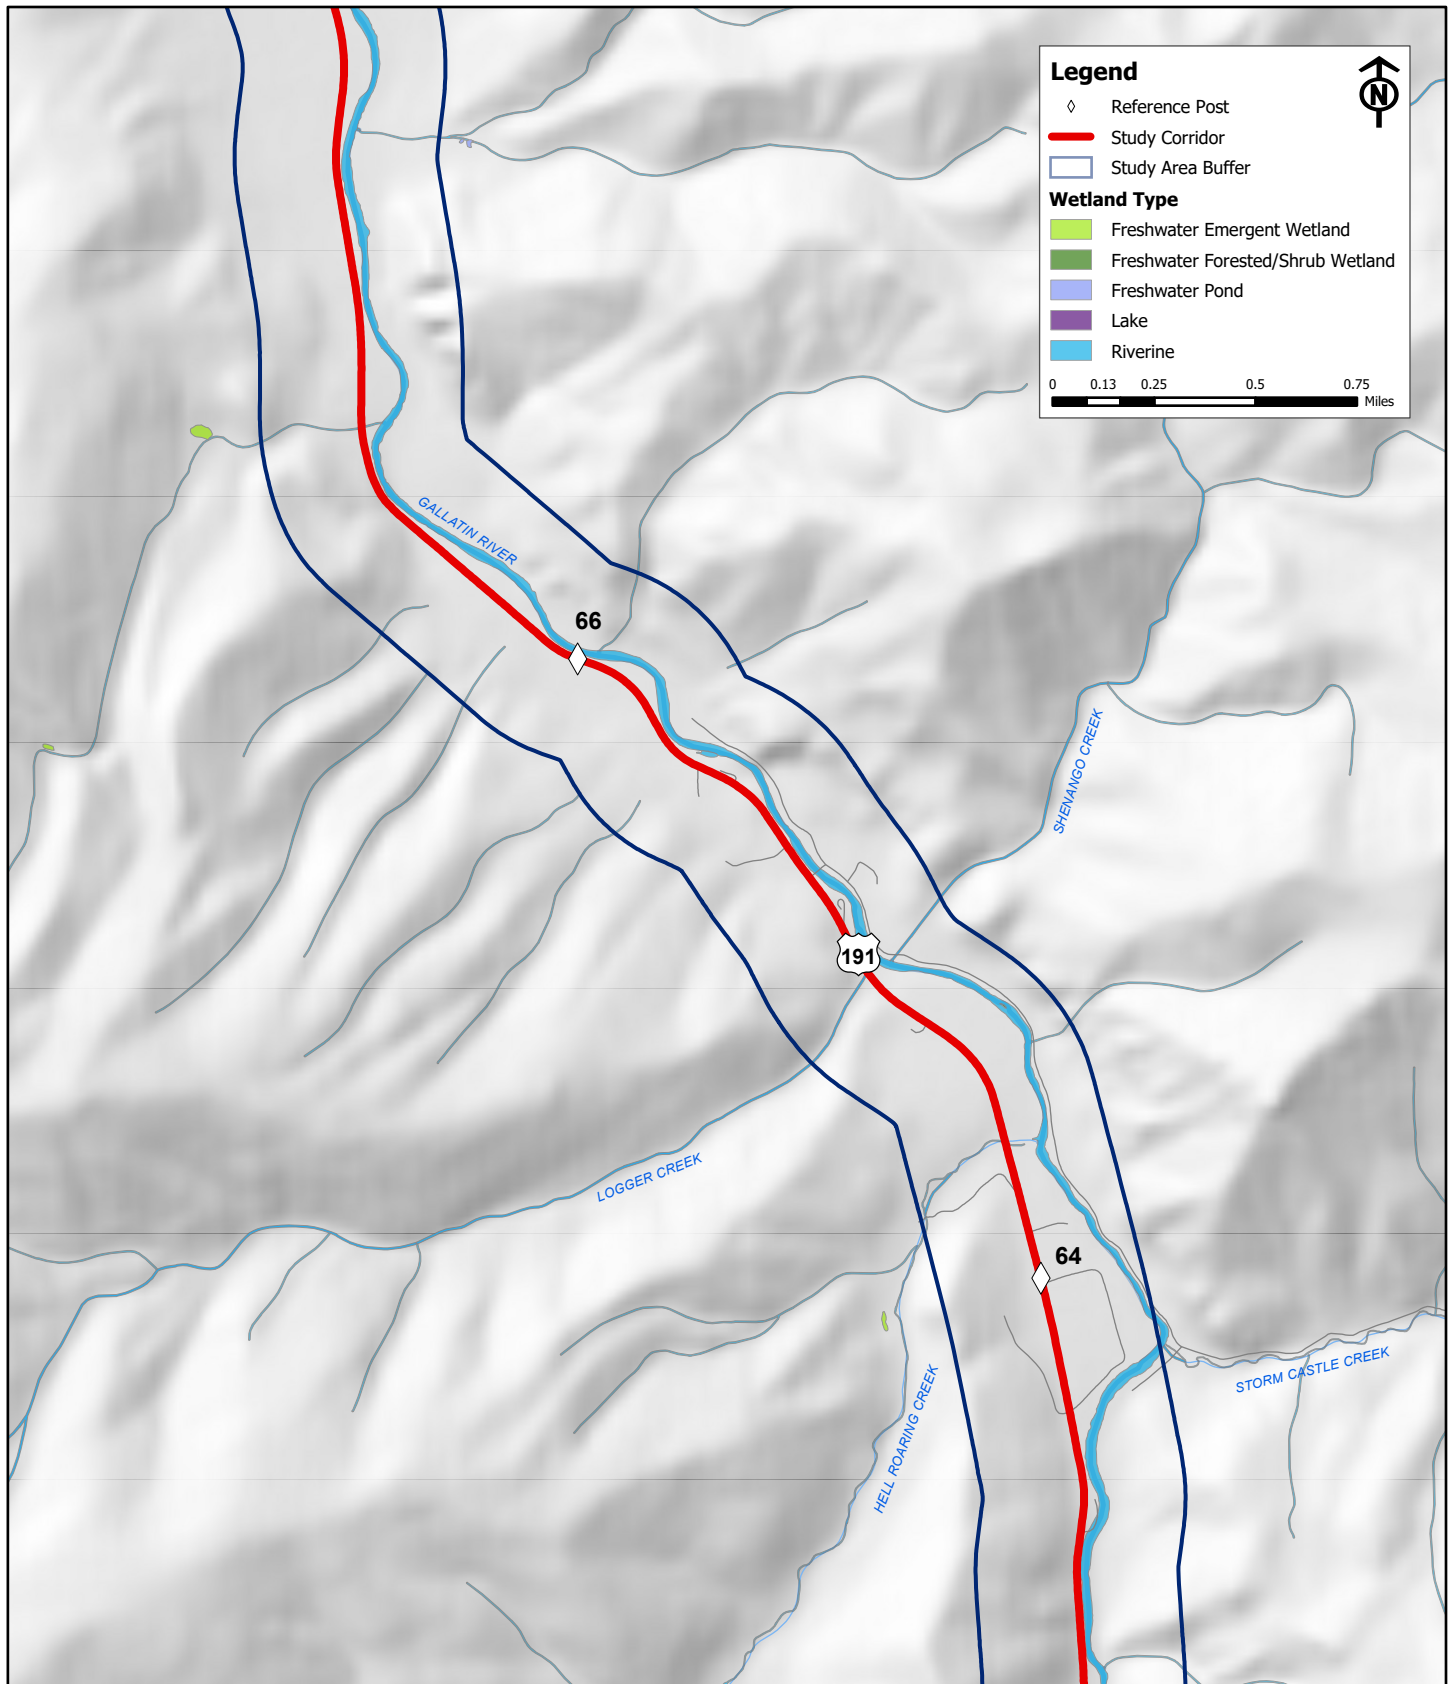 Legend
N
Reference Post
Study Corridor
Study Area Buffer
Wetland Type
Freshwater Emergent Wetland
Freshwater Forested/Shrub Wetland
Freshwater Pond
Lake
Riverine
0 0.13 0.25 0.5 0.75
Miles
GALLATIN RIVER
66
SHENANGO CREEK
191
LOGGER CREEK
64
STORM CASTLE CREEK
HELL ROARING CREEK